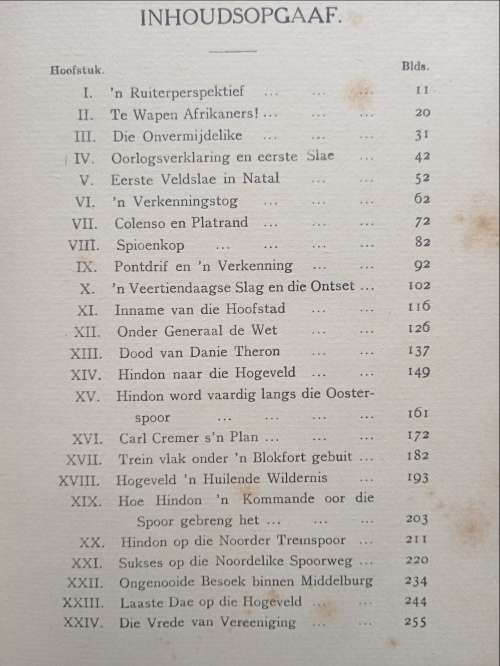 INHOUDSOPGAAF.
Hoofstuk. Blds.
I. 'n Ruiterperspektief ... ... ... 11
II. Te Wapen Afrikaners! ... ... ... 20
III. Die Onvermijdelike ... ... ... 31
IV. Oorlogsverklaring en eerste Slae ... 42
V. Eerste Veldslae in Natal ... ... 52
VI. 'n Verkenningstog ... ... ... 62
VII. Colenso en Platrand ... ... ... 72
VIII. Spioenkop ... ... ... ... 82
IX. Pontdrif en 'n Verkenning ... ... 92
X. 'n Veertiendaagse Slag en die Ontset ... 102
XI. Inname van die Hoofstad ... ... 116
XII. Onder Generaal de Wet ... ... 126
XIII. Dood van Danie Theron ... ... 137
XIV. Hindon naar die Hogeveld ... ... 149
XV. Hindon word vaardig langs die Ooster-
spoor ... ... ... ... 161
XVI. Carl Cremer s'n Plan ... ... ... 172
XVII. Trein vlak onder 'n Blokfort gebuit ... 182
XVIII. Hogeveld 'n Huilende Wildernis ... 193
XIX. Hoe Hindon 'n Kommande oor die
Spoor gebreng het ... ... ... 203
XX. Hindon op die Noorder Tremspoor ... 211
XXI. Sukses op die Noordelike Spoorweg ... 220
XXII. Ongenooide Besoek binnen Middelburg 234
XXIII. Laaste Dae op die Hogeveld ... ... 244
XXIV. Die Vrede van Vereeniging ... ... 255